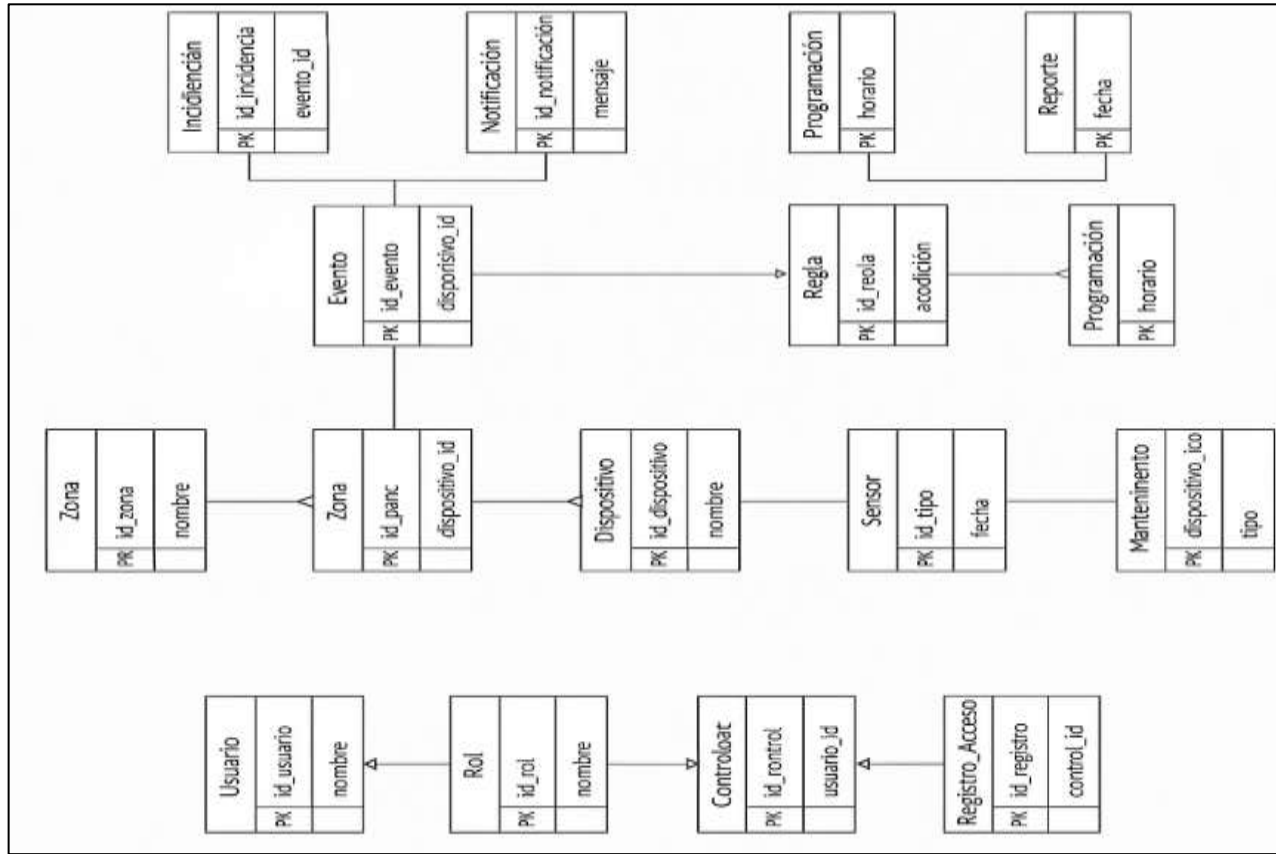 Registro_Acceso
PK id_registro
control_id
Controloac
PK id_rontrol
usuario_id
Rol
PK id_rol
nombre
Usuario
PK id_usuario
nombre
Manteninento
PK dispositivo_ico
tipo
Sensor
PK id_tipo
fecha
Dispositivo
PK id_dispositivo
nombre
Zona
PK id_panc
dispositivo_id
Zona
PR id_zona
nombre
Programación
PK horario
Regla
PK id_reola
acodición
Evento
PK id_evento
disporisivo_id
Reporte
PK fecha
Programación
PK horario
Notificación
PK id_notificación
mensaje
Incidiencián
PK id_incidencia
evento_id